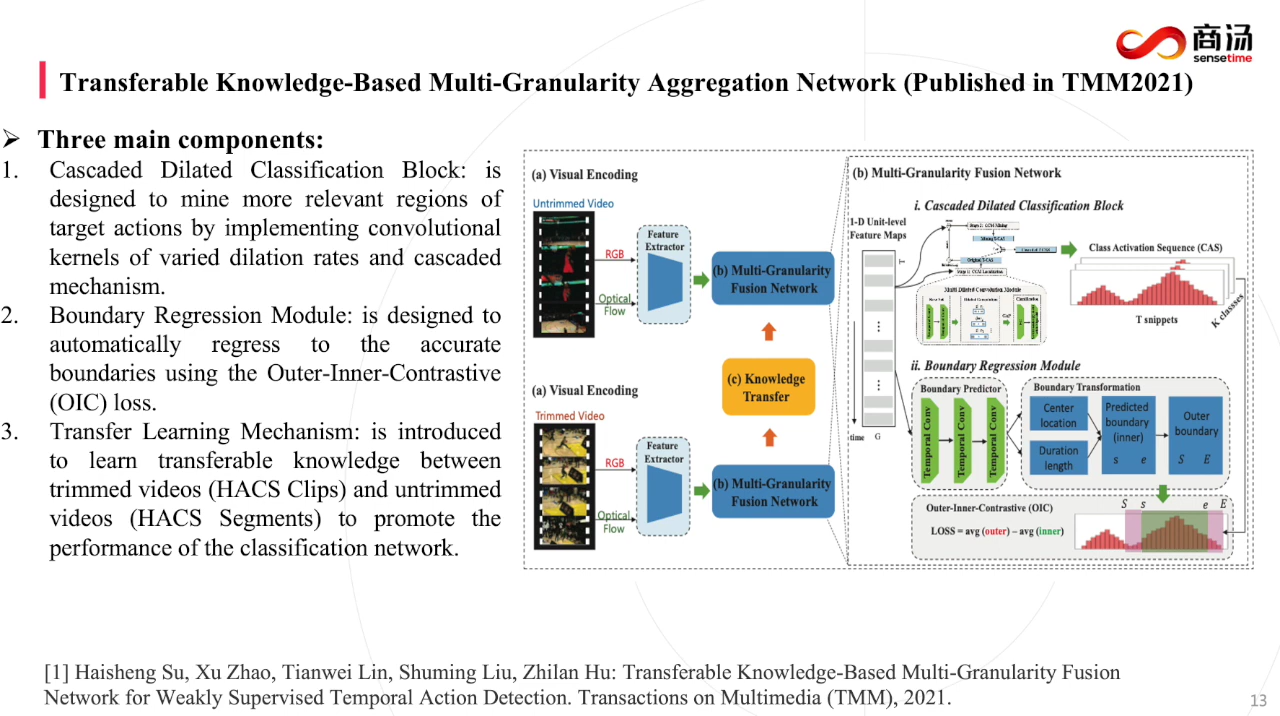 商汤
sensetime
Transferable Knowledge-Based Multi-Granularity Aggregation Network (Published in TMM2021)
➢ Three main components:
1. Cascaded Dilated Classification Block: is
designed to mine more relevant regions of
target actions by implementing convolutional
kernels of varied dilation rates and cascaded
mechanism.
2. Boundary Regression Module: is designed to
automatically regress to the accurate
boundaries using the Outer-Inner-Contrastive
(OIC) loss.
3. Transfer Learning Mechanism: is introduced
to learn transferable knowledge between
trimmed videos (HACS Clips) and untrimmed
videos (HACS Segments) to promote the
performance of the classification network.
(a) Visual Encoding
Untrimmed Video
RGB
Optical
Flow
Feature
Extractor
(b) Multi-Granularity
Fusion Network
(c) Knowledge
Transfer
(a) Visual Encoding
Trimmed Video
RGB
Optical
Flow
Feature
Extractor
(b) Multi-Granularity
Fusion Network
(b) Multi-Granularity Fusion Network
i. Cascaded Dilated Classification Block
1-D Unit-level
Feature Maps
T
time G
Multi Dilated Convolution Module
Class Activation Sequence (CAS)
T snippets
K classses
ii. Boundary Regression Module
Boundary Predictor
Temporal Conv
Temporal Conv
Temporal Conv
Boundary Transformation
Center
location
Duration
length
Predicted
boundary
(inner)
s e
Outer
boundary
S E
Outer-Inner-Contrastive (OIC)
LOSS = avg (outer) – avg (inner)
S s e E
[1] Haisheng Su, Xu Zhao, Tianwei Lin, Shuming Liu, Zhilan Hu: Transferable Knowledge-Based Multi-Granularity Fusion
Network for Weakly Supervised Temporal Action Detection. Transactions on Multimedia (TMM), 2021.
13